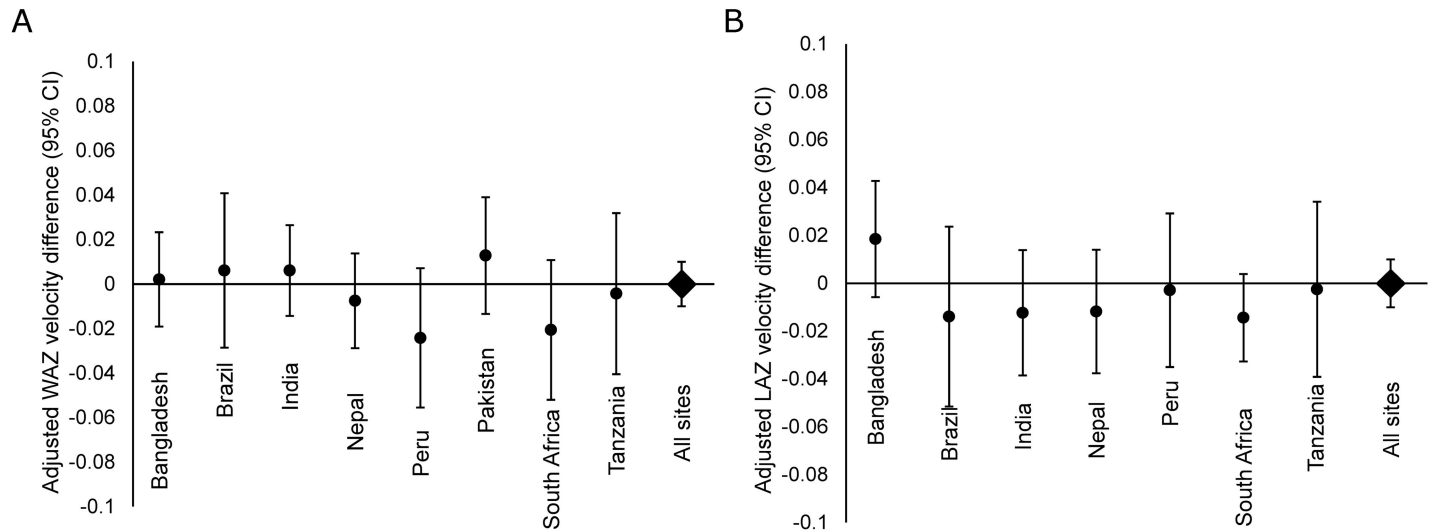 A
Adjusted WAZ velocity difference (95% CI)
0.1
0.08
0.06
0.04
0.02
0
-0.02
-0.04
-0.06
-0.08
-0.1
Bangladesh
Brazil
India
Nepal
Peru
Pakistan
South Africa
Tanzania
All sites
B
Adjusted LAZ velocity difference (95% CI)
0.1
0.08
0.06
0.04
0.02
0
-0.02
-0.04
-0.06
-0.08
-0.1
Bangladesh
Brazil
India
Nepal
Peru
South Africa
Tanzania
All sites